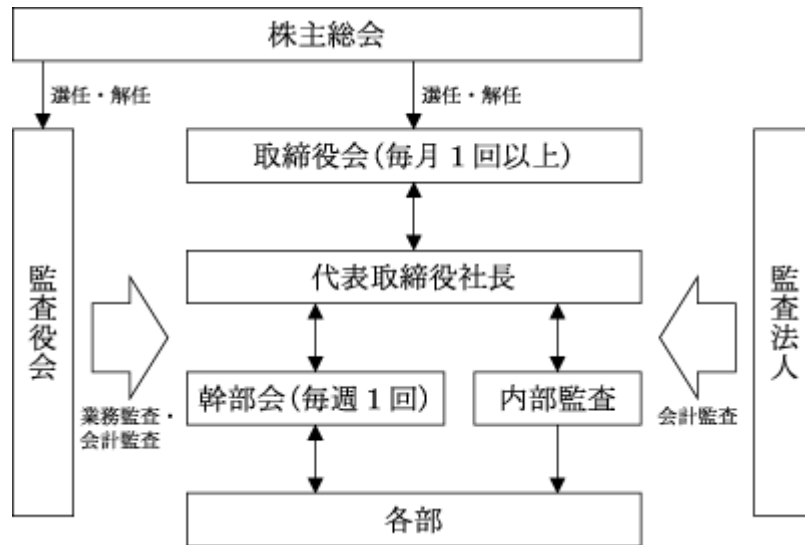 株主総会
選任・解任
選任・解任
取締役会(毎月1回以上)
代表取締役社長
監査役会
監査法人
業務監査・
会計監査
幹部会(毎週1回)
内部監査
会計監査
各部